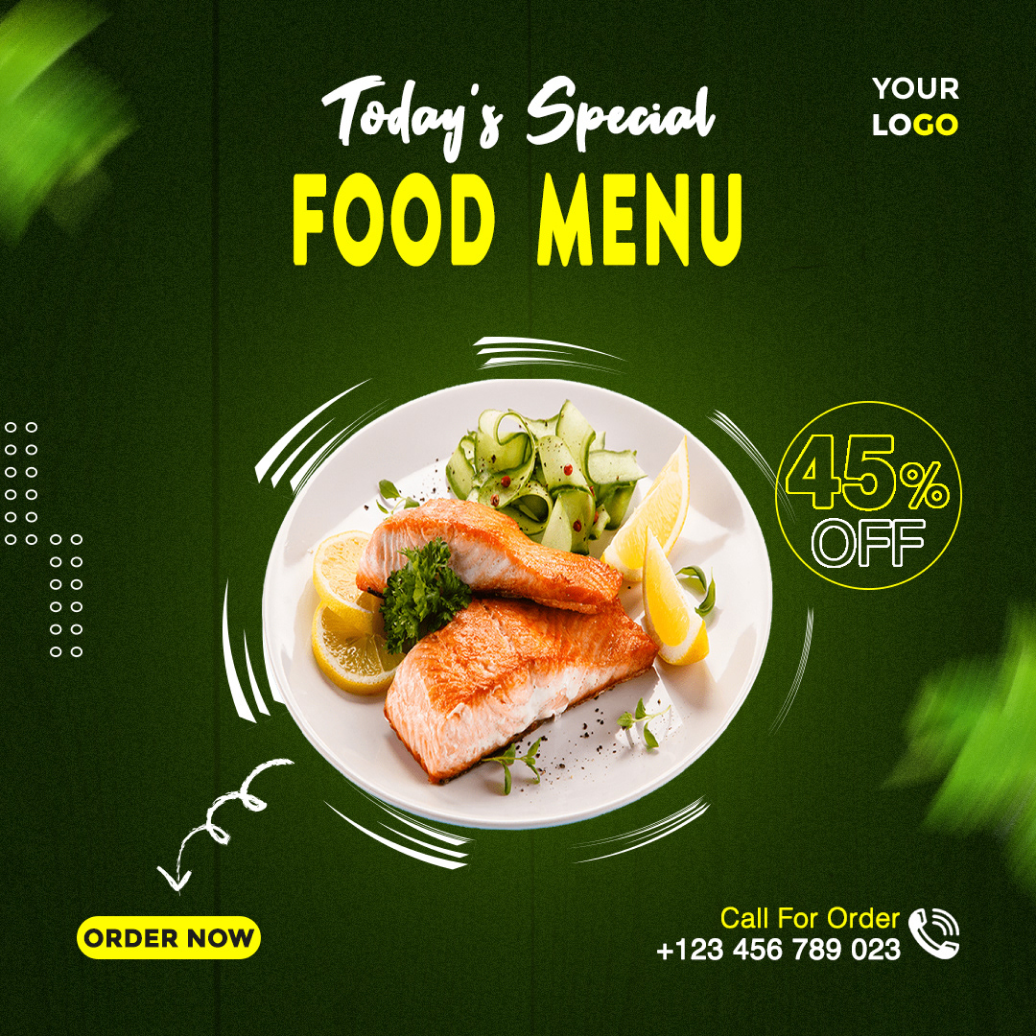 Today's Special
FOOD MENU
YOUR
LOGO
45%
OFF
ORDER NOW
Call For Order
+123 456 789 023